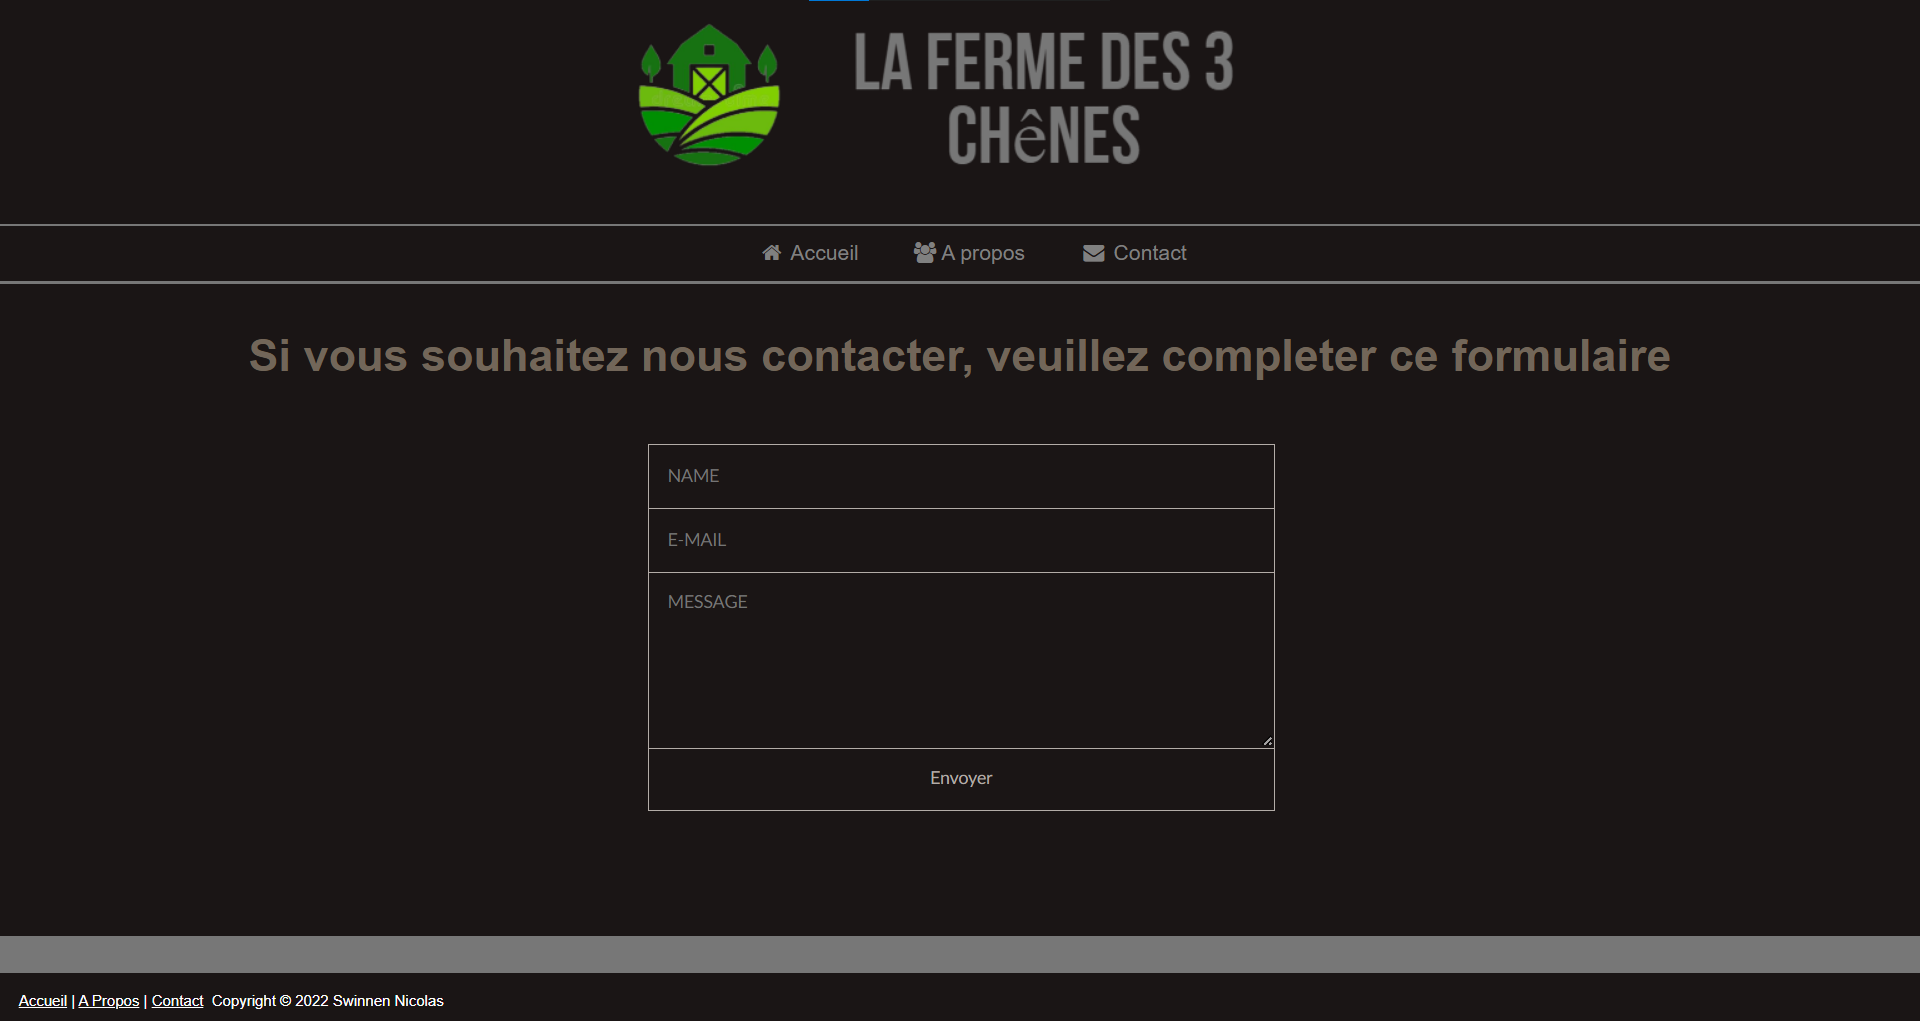 LA FERME DES 3
CHêNES
Accueil A propos Contact
Si vous souhaitez nous contacter, veuillez completer ce formulaire
NAME
E-MAIL
MESSAGE
Envoyer
Accueil | A Propos | Contact Copyright © 2022 Swinnen Nicolas